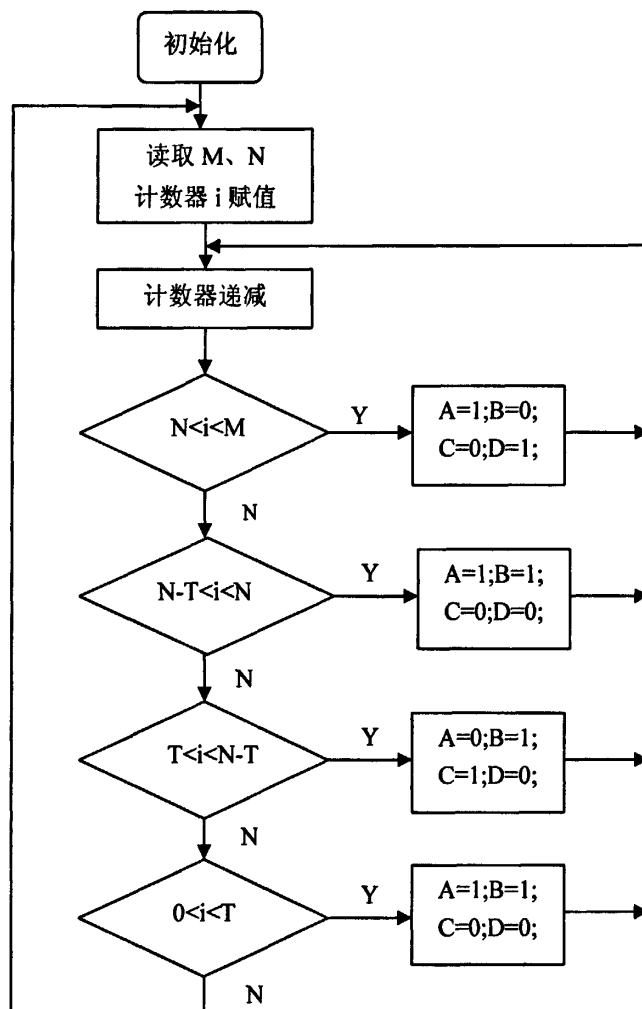 初始化
读取 M、N
计数器 i 赋值
计数器递减
N<i<M
Y
A=1;B=0;
C=0;D=1;
N
N-T<i<N
Y
A=1;B=1;
C=0;D=0;
N
T<i<N-T
Y
A=0;B=1;
C=1;D=0;
N
0<i<T
Y
A=1;B=1;
C=0;D=0;
N